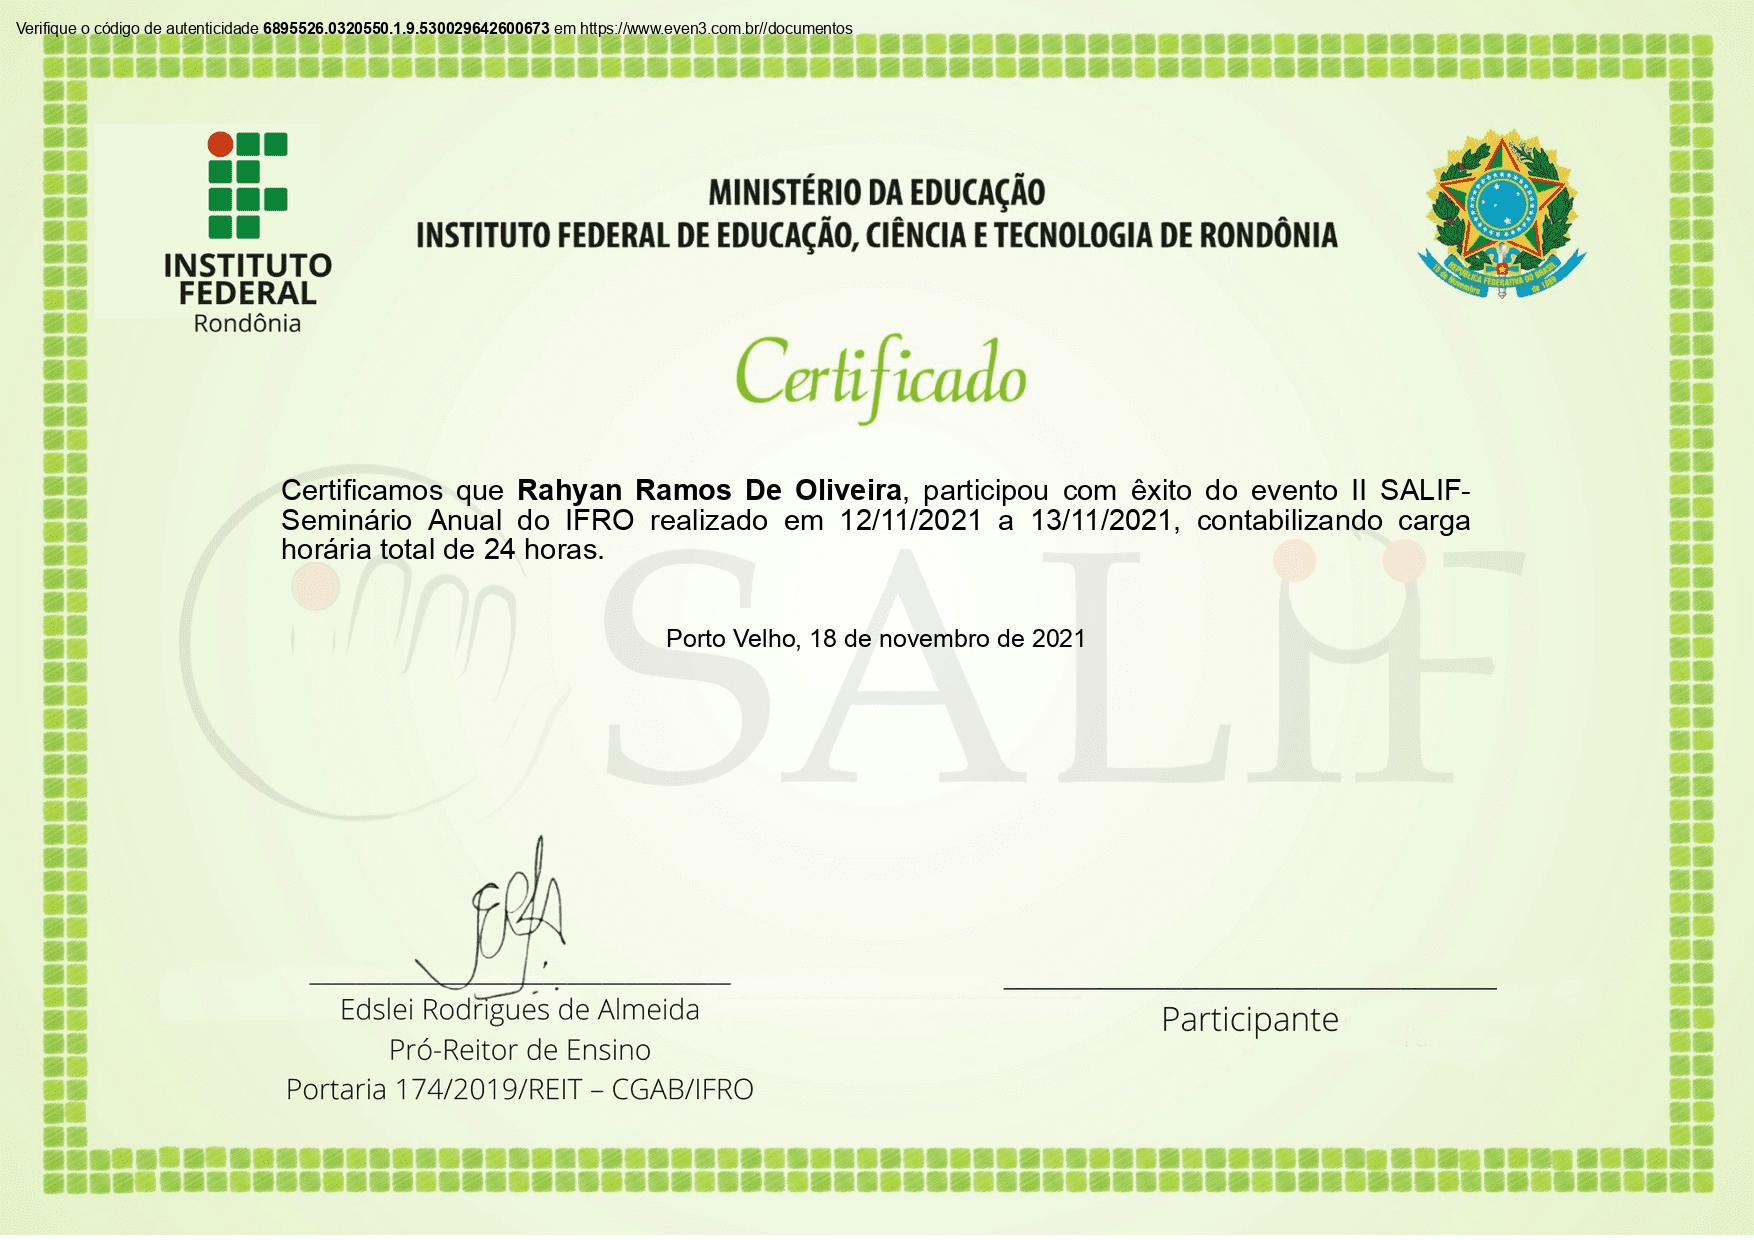 Verifique o código de autenticidade 6895526.0320550.1.9.530029642600673 em https://www.even3.com.br//documentos
MINISTÉRIO DA EDUCAÇÃO
INSTITUTO FEDERAL DE EDUCAÇÃO, CIÊNCIA E TECNOLOGIA DE RONDÔNIA
INSTITUTO
FEDERAL
Rondônia
REPÚBLICA FEDERATIVA DO BRASIL
15 de Novembro de 1889
Certificado
Certificamos que Rahyan Ramos De Oliveira, participou com êxito do evento II SALIF-
Seminário Anual do IFRO realizado em 12/11/2021 a 13/11/2021, contabilizando carga
horária total de 24 horas.
SALIF
Porto Velho, 18 de novembro de 2021
Edslei Rodrigues de Almeida
Pró-Reitor de Ensino
Portaria 174/2019/REIT – CGAB/IFRO
Participante